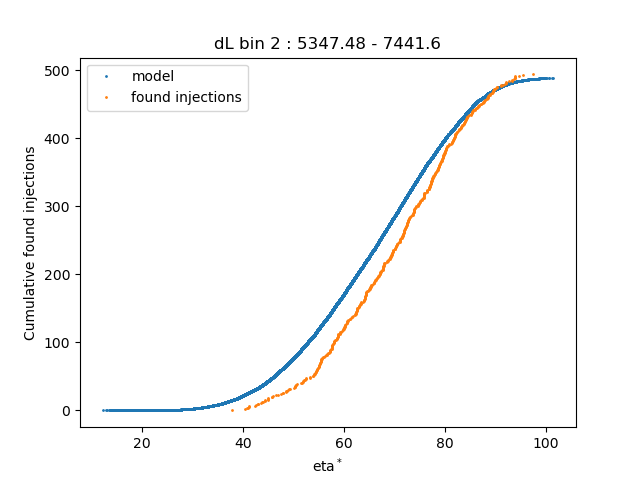 dL bin 2 : 5347.48 - 7441.6
model
found injections
Cumulative found injections
500
400
300
200
100
0
20 40 60 80 100
eta*